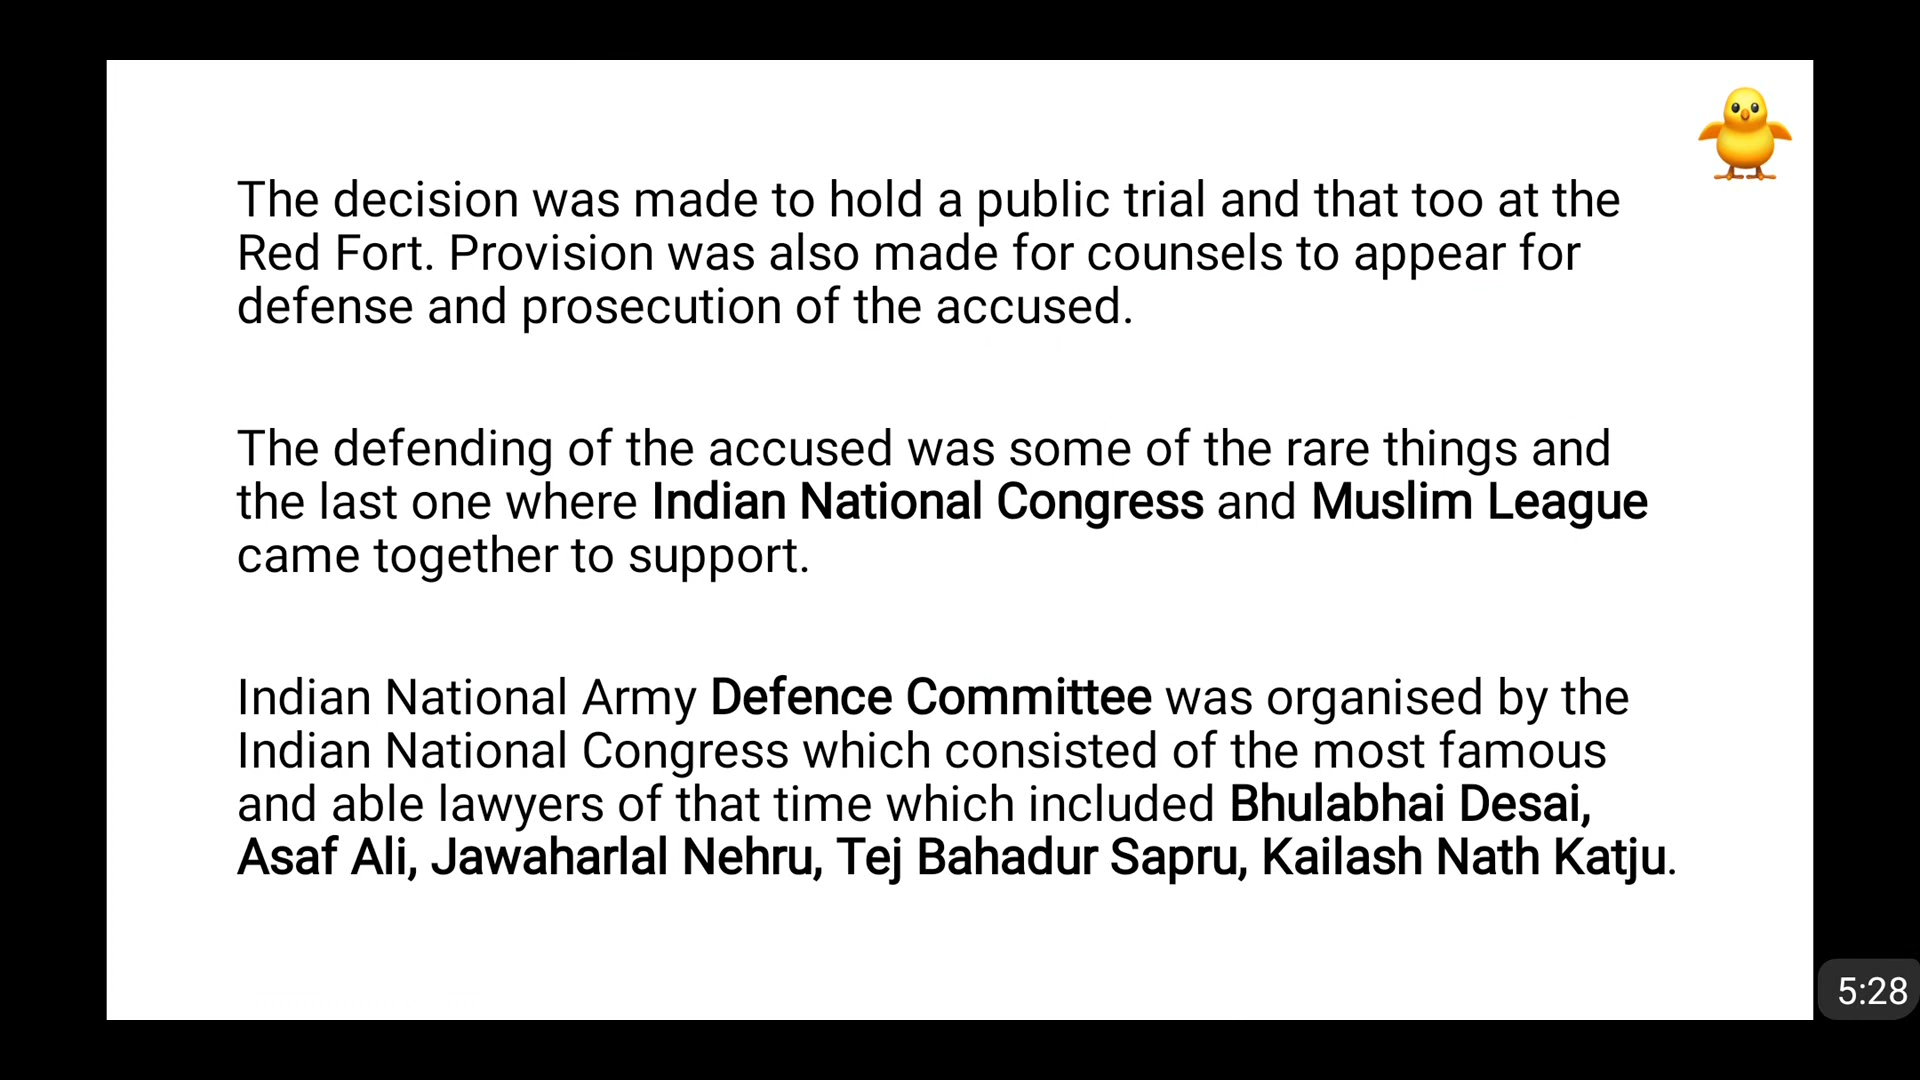 The decision was made to hold a public trial and that too at the
Red Fort. Provision was also made for counsels to appear for
defense and prosecution of the accused.
The defending of the accused was some of the rare things and
the last one where Indian National Congress and Muslim League
came together to support.
Indian National Army Defence Committee was organised by the
Indian National Congress which consisted of the most famous
and able lawyers of that time which included Bhulabhai Desai,
Asaf Ali, Jawaharlal Nehru, Tej Bahadur Sapru, Kailash Nath Katju.
5:28